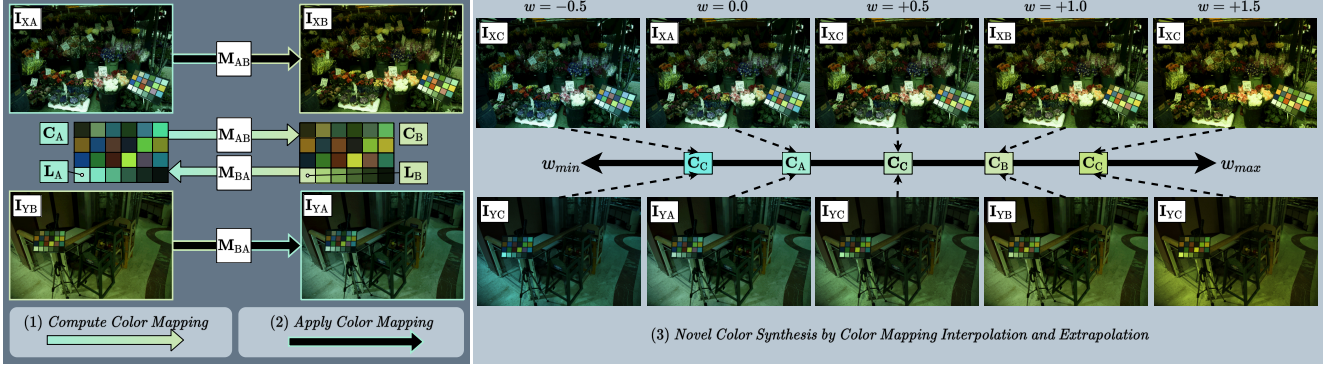 I_XA
M_AB
I_XB
C_A
M_AB
C_B
L_A
M_BA
L_B
I_YB
M_BA
I_YA
(1) Compute Color Mapping
(2) Apply Color Mapping
w = −0.5
w = 0.0
w = +0.5
w = +1.0
w = +1.5
I_XC
I_XA
I_XC
I_XB
I_XC
w_min
C_C
C_A
C_C
C_B
C_C
w_max
I_YC
I_YA
I_YC
I_YB
I_YC
(3) Novel Color Synthesis by Color Mapping Interpolation and Extrapolation